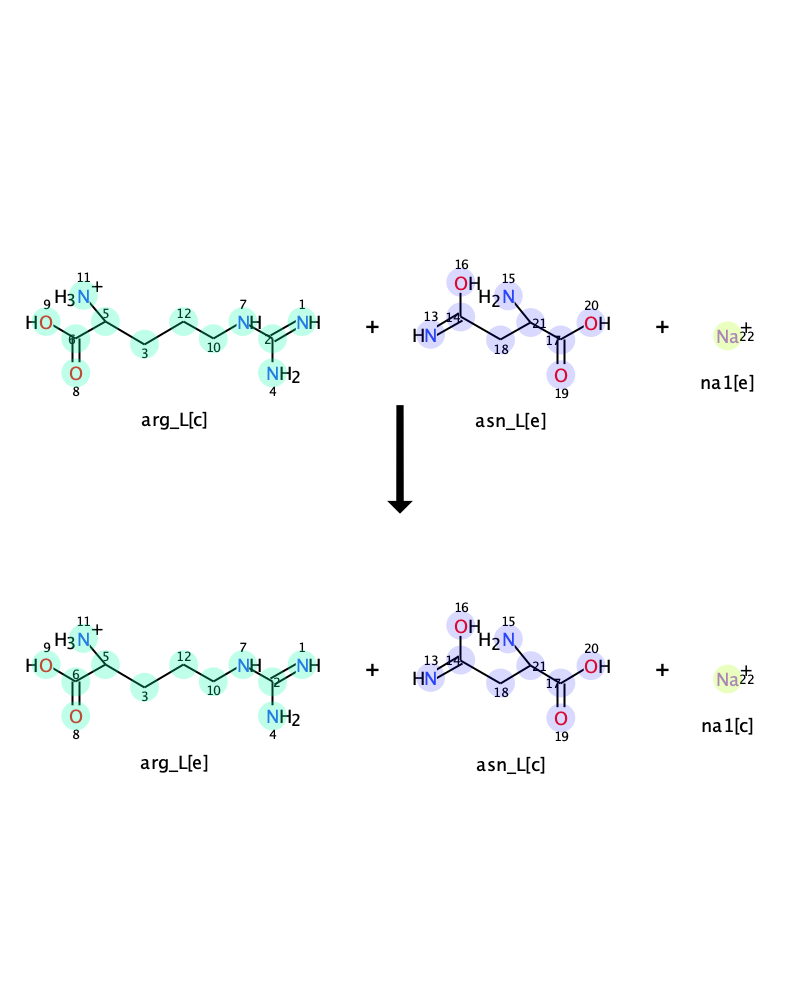 11 16 15
H3N+ OH H2N
9 5 12 7 1 13 14 21 20
HO NH NH + HN OH + Na+ 22
6 3 10 2 18 17
O NH2 O
8 4 19
na1[e]
arg_L[c] asn_L[e]
11 16 15
H3N+ OH H2N
9 5 12 7 1 13 14 21 20
HO NH NH + HN OH + Na+ 22
6 3 10 2 18 17
O NH2 O
8 4 19
na1[c]
arg_L[e] asn_L[c]